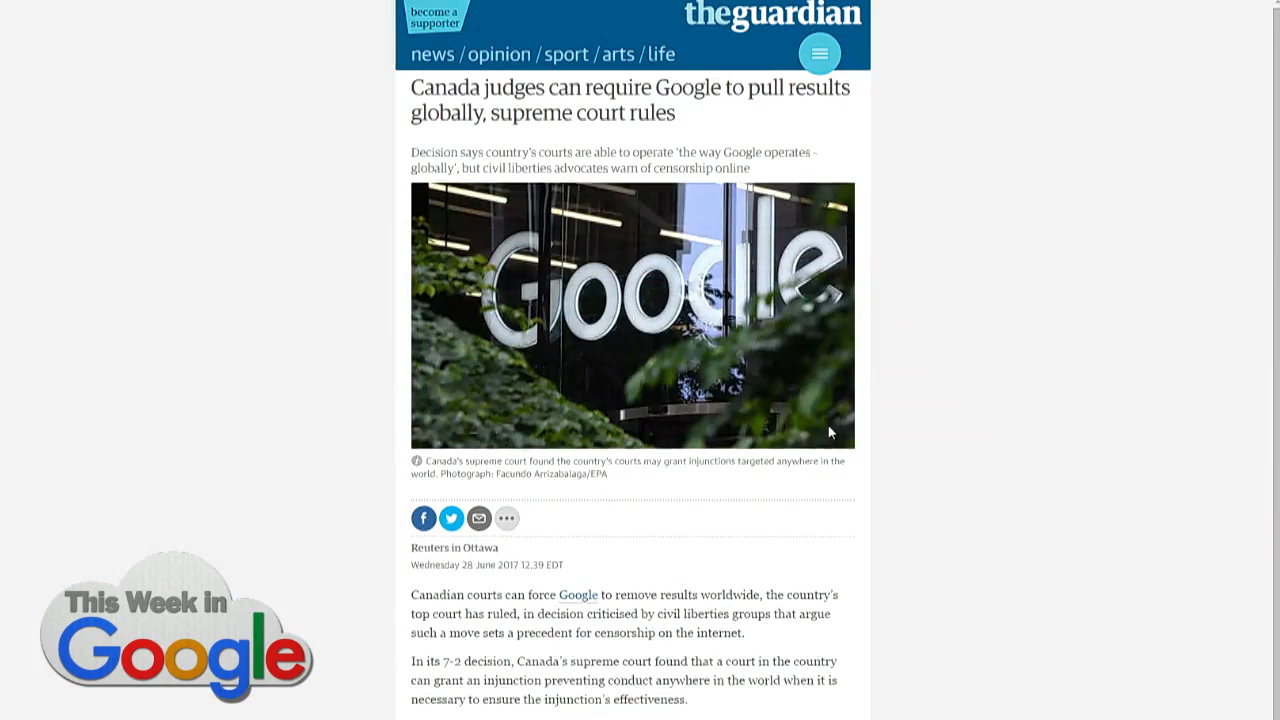 become a
supporter
theguardian
news / opinion / sport / arts / life
Canada judges can require Google to pull results
globally, supreme court rules
Decision says country's courts are able to operate 'the way Google operates –
globally', but civil liberties advocates warn of censorship online
Google
Canada's supreme court found the country's courts may grant injunctions targeted anywhere in the
world. Photograph: Facundo Arrizabalaga/EPA
Reuters in Ottawa
Wednesday 28 June 2017 12.39 EDT
Canadian courts can force Google to remove results worldwide, the country's
top court has ruled, in decision criticised by civil liberties groups that argue
such a move sets a precedent for censorship on the internet.
In its 7-2 decision, Canada's supreme court found that a court in the country
can grant an injunction preventing conduct anywhere in the world when it is
necessary to ensure the injunction's effectiveness.
This Week in
Google